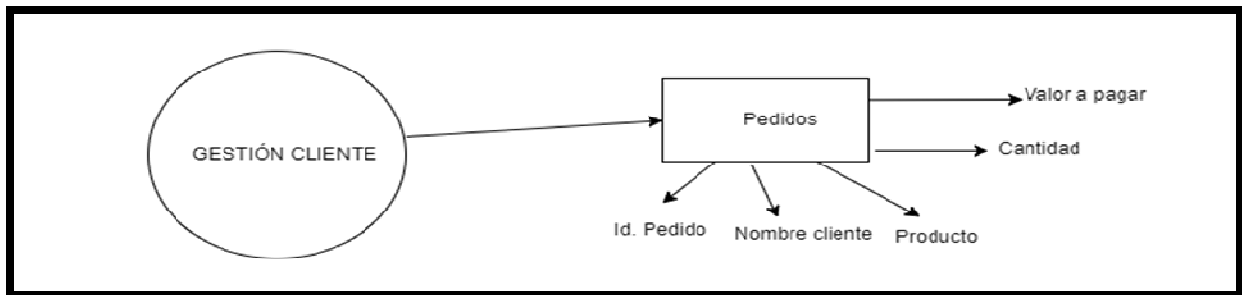 GESTIÓN CLIENTE
Pedidos
Valor a pagar
Cantidad
Id. Pedido
Nombre cliente
Producto